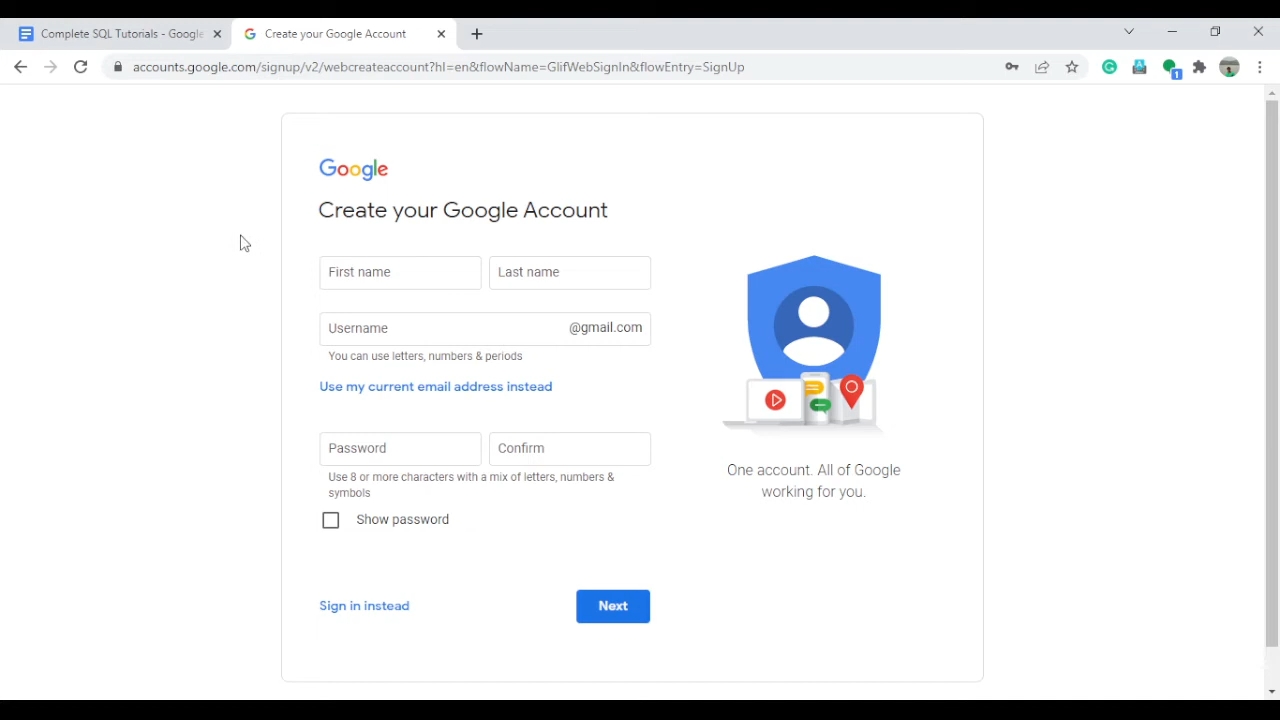 Complete SQL Tutorials - Google
Create your Google Account
accounts.google.com/signup/v2/webcreateaccount?hl=en&flowName=GlifWebSignIn&flowEntry=SignUp
1
Google
Create your Google Account
First name
Last name
Username
@gmail.com
You can use letters, numbers & periods
Use my current email address instead
Password
Confirm
Use 8 or more characters with a mix of letters, numbers &
symbols
Show password
One account. All of Google
working for you.
Sign in instead
Next